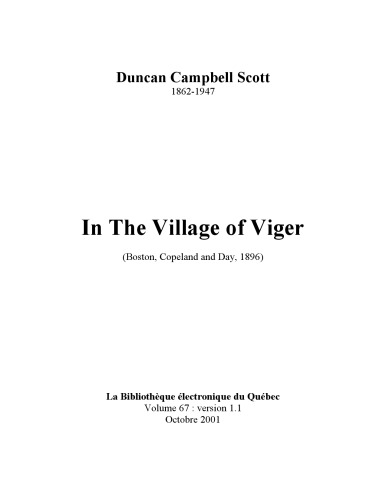 Duncan Campbell Scott
1862-1947
In The Village of Viger
(Boston, Copeland and Day, 1896)
La Bibliothèque électronique du Québec
Volume 67 : version 1.1
Octobre 2001